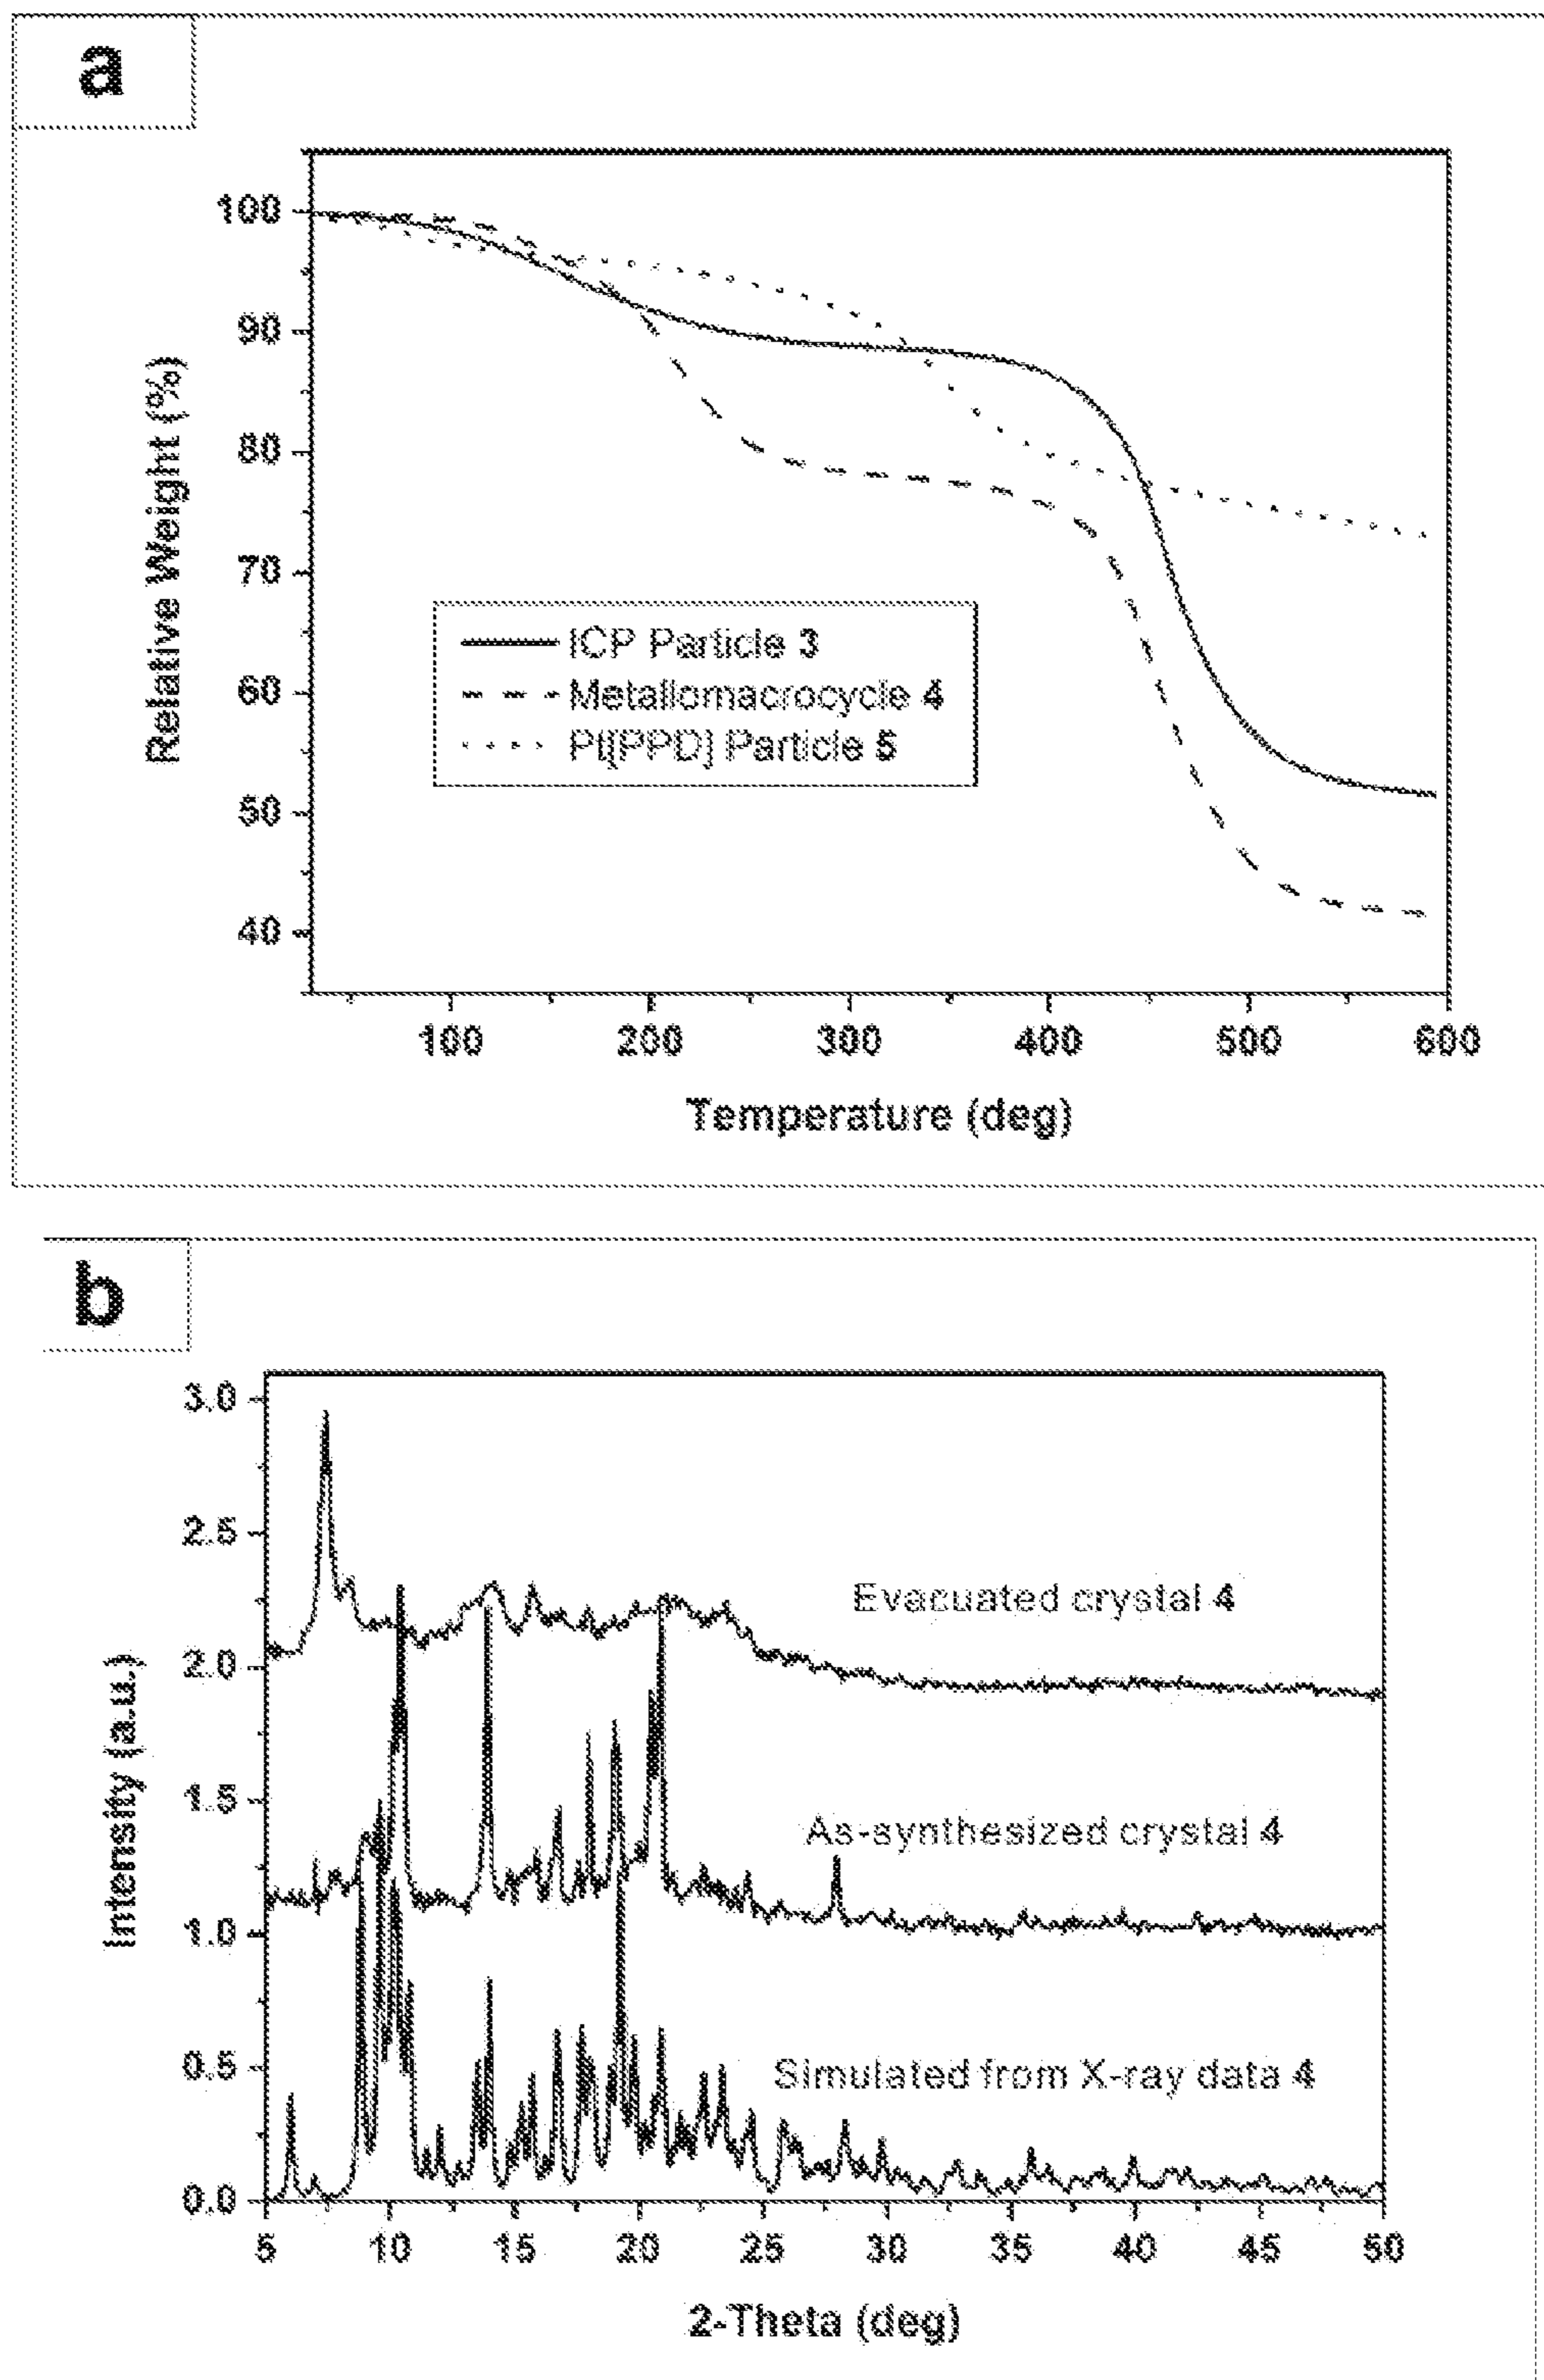 a
100
90
80
70
60
50
40
Relative Weight (%)
ICP Particle 3
Metallomacrocycle 4
Pt[PPD] Particle 5
100 200 300 400 500 600
Temperature (deg)
b
3.0
2.5
2.0
1.5
1.0
0.5
0.0
Intensity (a.u.)
Evacuated crystal 4
As-synthesized crystal 4
Simulated from X-ray data 4
5 10 15 20 25 30 35 40 45 50
2-Theta (deg)